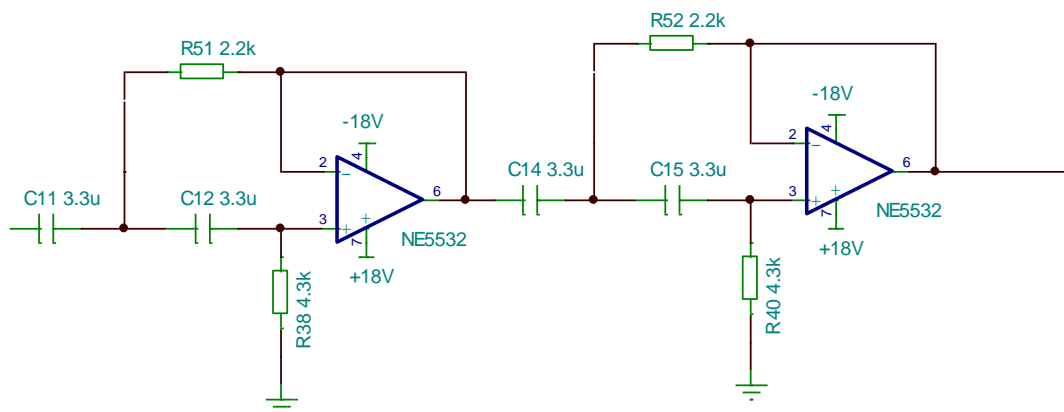 R51 2.2k
-18V
4
2
C11 3.3u
C12 3.3u
6
3
7
NE5532
+18V
R38 4.3k
R52 2.2k
-18V
4
2
C14 3.3u
C15 3.3u
6
3
7
NE5532
+18V
R40 4.3k